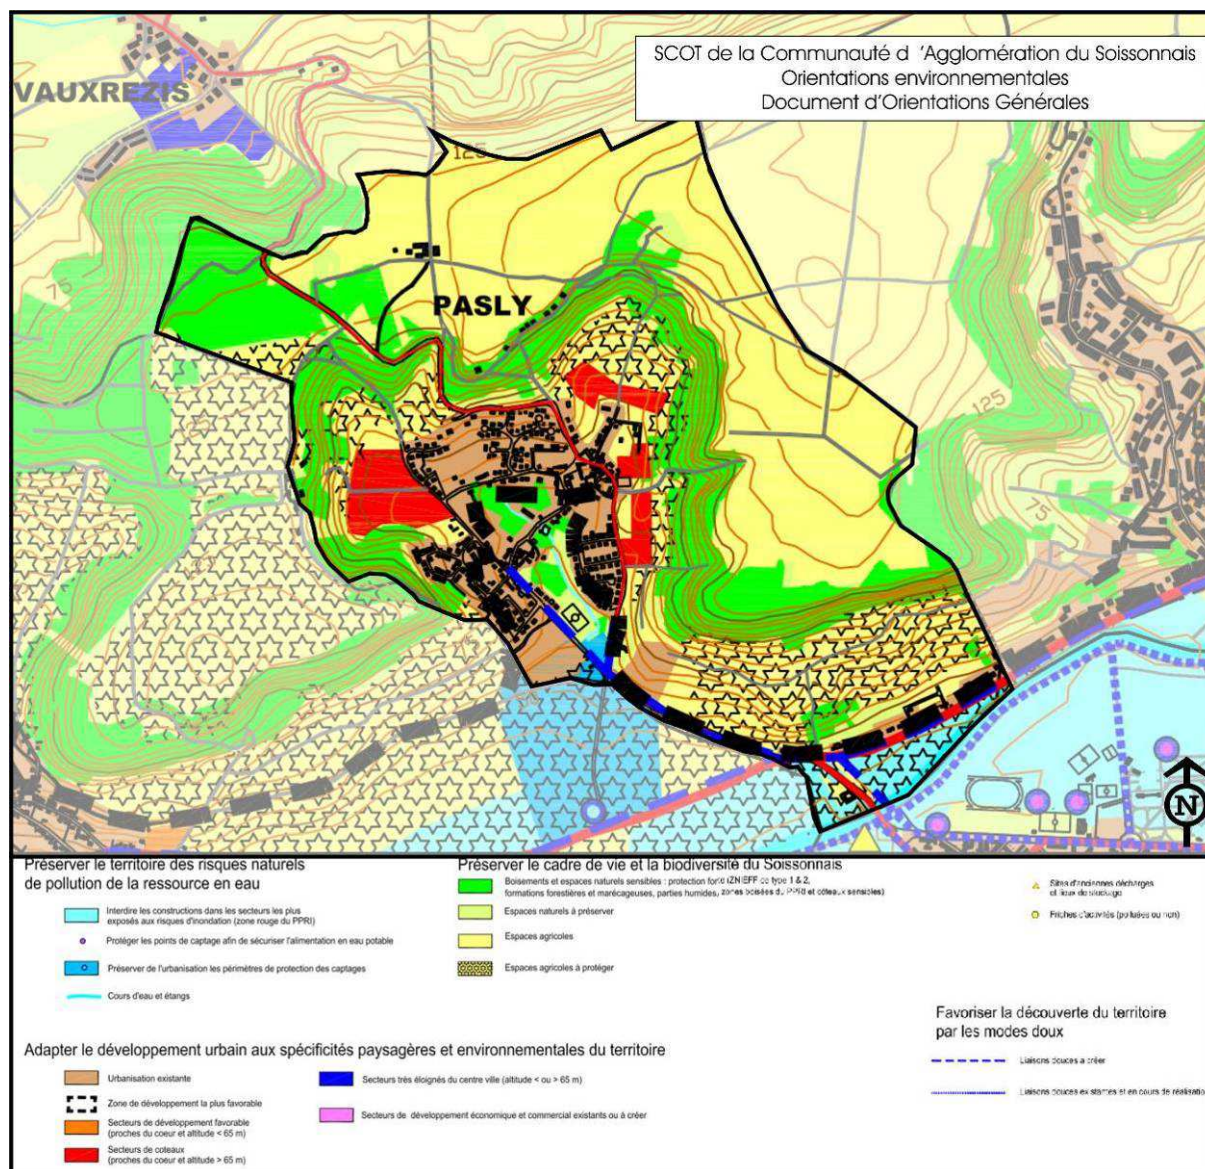 SCOT de la Communauté d 'Agglomération du Soissonnais
Orientations environnementales
Document d'Orientations Générales
VAUXREZIS
125
75
PASLY
125
125
75
N
Préserver le territoire des risques naturels
de pollution de la ressource en eau
Interdire les constructions dans les secteurs les plus
exposés aux risques d'inondation (zone rouge du PPRI)
Protéger les points de captage afin de sécuriser l'alimentation en eau potable
Préserver de l'urbanisation les périmètres de protection des captages
Cours d'eau et étangs
Préserver le cadre de vie et la biodiversité du Soissonnais
Boisements et espaces naturels sensibles : protection forte (ZNIEFF de type 1 & 2,
formations forestières et marécageuses, parties humides, zones boisées du PPRI et côteaux sensibles)
Espaces naturels à préserver
Espaces agricoles
Espaces agricoles à protéger
Sites d'anciennes décharges
et lieux de stockage
Friches d'activités (polluées ou non)
Adapter le développement urbain aux spécificités paysagères et environnementales du territoire
Urbanisation existante
Zone de développement la plus favorable
Secteurs de développement favorable
(proches du coeur et altitude < 65 m)
Secteurs de coteaux
(proches du coeur et altitude > 65 m)
Secteurs très éloignés du centre ville (altitude < ou > 65 m)
Secteurs de développement économique et commercial existants ou à créer
Favoriser la découverte du territoire
par les modes doux
Liaisons douces a créer
Liaisons douces ex stantes et en cours de réalisation